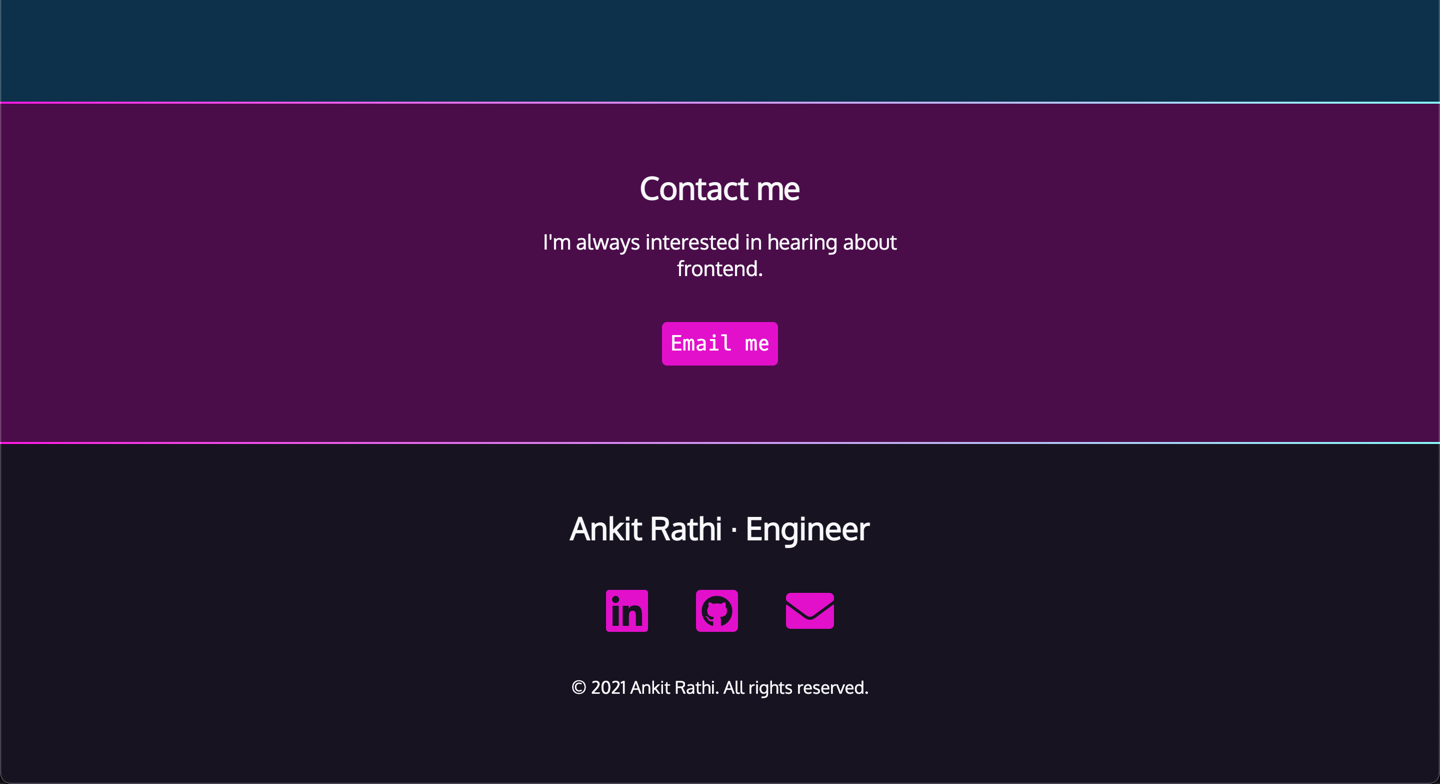 Contact me
I'm always interested in hearing about
frontend.
Email me
Ankit Rathi · Engineer
in
© 2021 Ankit Rathi. All rights reserved.